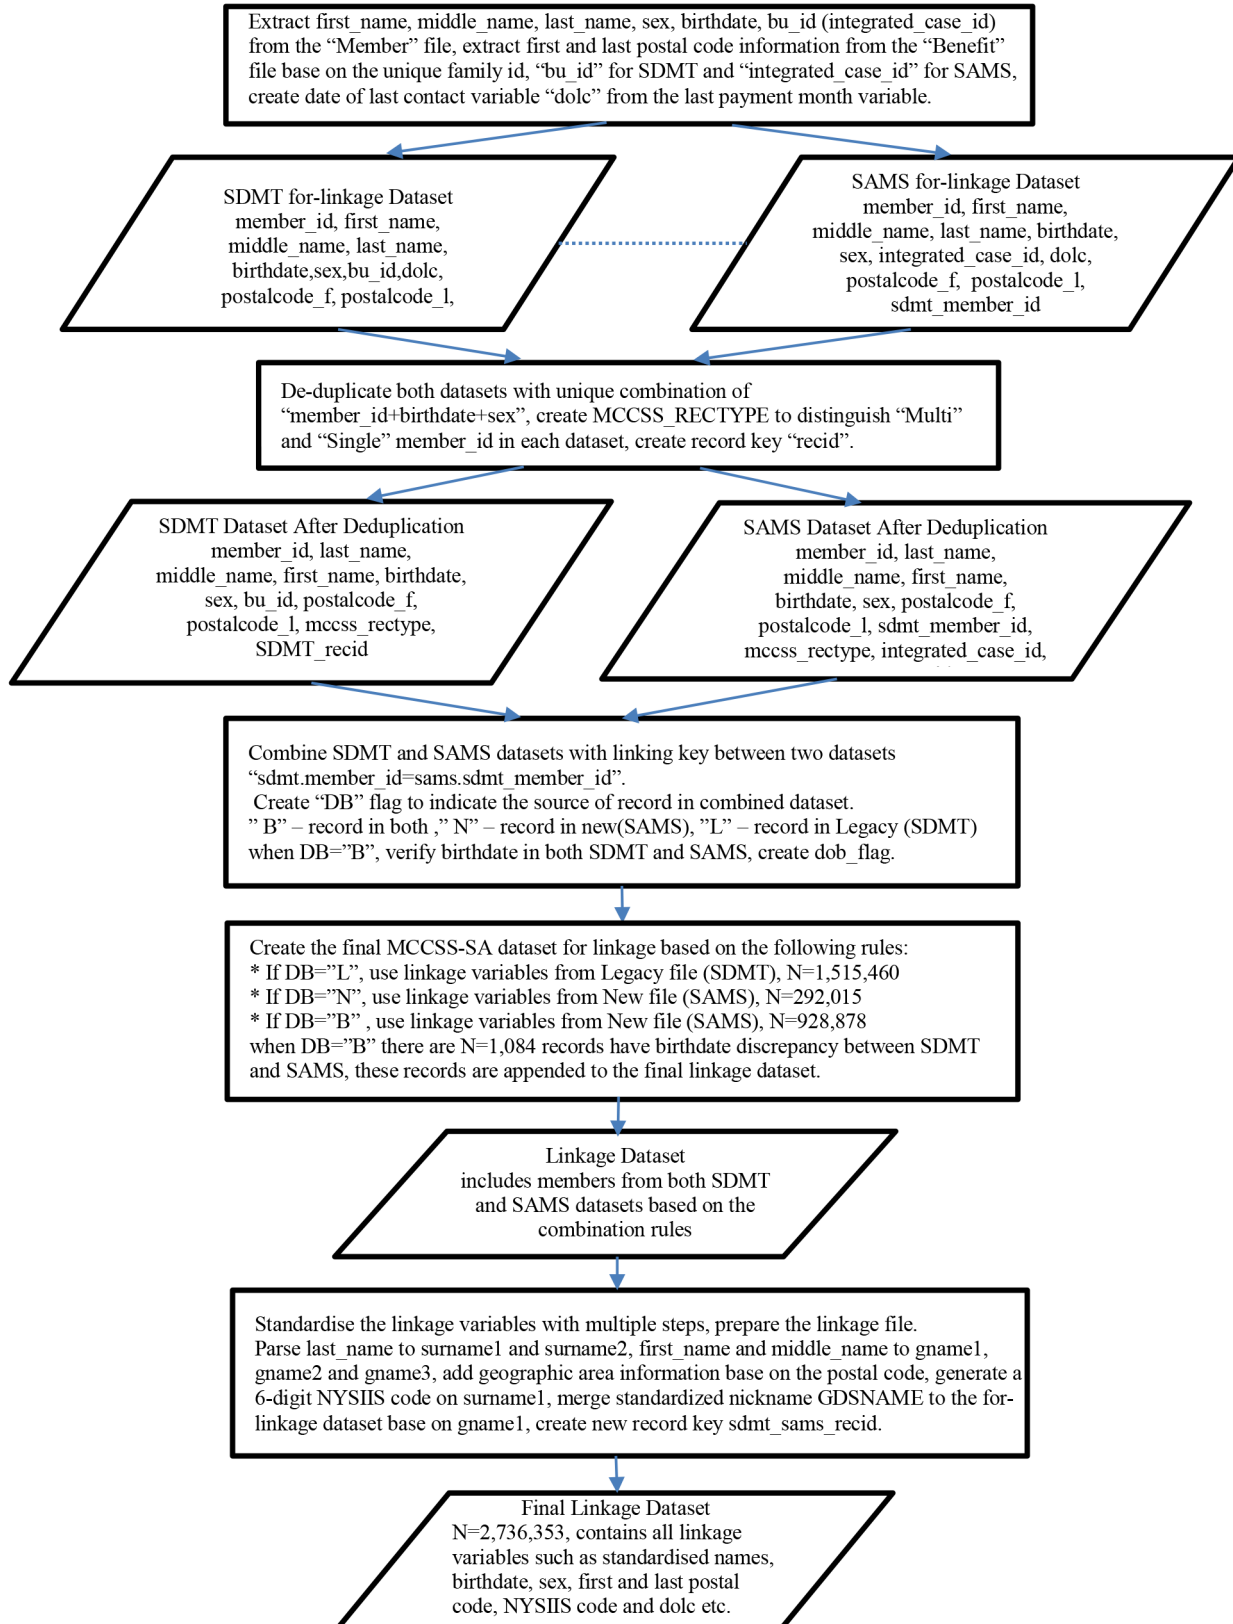 Extract first_name, middle_name, last_name, sex, birthdate, bu_id (integrated_case_id)
from the “Member” file, extract first and last postal code information from the “Benefit”
file base on the unique family id, “bu_id” for SDMT and “integrated_case_id” for SAMS,
create date of last contact variable “dolc” from the last payment month variable.
SDMT for-linkage Dataset
member_id, first_name,
middle_name, last_name,
birthdate,sex,bu_id,dolc,
postalcode_f, postalcode_l,
SAMS for-linkage Dataset
member_id, first_name,
middle_name, last_name, birthdate,
sex, integrated_case_id, dolc,
postalcode_f, postalcode_l,
sdmt_member_id
De-duplicate both datasets with unique combination of
“member_id+birthdate+sex”, create MCCSS_RECTYPE to distinguish “Multi”
and “Single” member_id in each dataset, create record key “recid”.
SDMT Dataset After Deduplication
member_id, last_name,
middle_name, first_name, birthdate,
sex, bu_id, postalcode_f,
postalcode_l, mccss_rectype,
SDMT_recid
SAMS Dataset After Deduplication
member_id, last_name,
middle_name, first_name,
birthdate, sex, postalcode_f,
postalcode_l, sdmt_member_id,
mccss_rectype, integrated_case_id,
Combine SDMT and SAMS datasets with linking key between two datasets
“sdmt.member_id=sams.sdmt_member_id”.
Create “DB” flag to indicate the source of record in combined dataset.
” B” – record in both ,” N” – record in new(SAMS), ”L” – record in Legacy (SDMT)
when DB=”B”, verify birthdate in both SDMT and SAMS, create dob_flag.
Create the final MCCSS-SA dataset for linkage based on the following rules:
* If DB=”L”, use linkage variables from Legacy file (SDMT), N=1,515,460
* If DB=”N”, use linkage variables from New file (SAMS), N=292,015
* If DB=”B” , use linkage variables from New file (SAMS), N=928,878
when DB=”B” there are N=1,084 records have birthdate discrepancy between SDMT
and SAMS, these records are appended to the final linkage dataset.
Linkage Dataset
includes members from both SDMT
and SAMS datasets based on the
combination rules
Standardise the linkage variables with multiple steps, prepare the linkage file.
Parse last_name to surname1 and surname2, first_name and middle_name to gname1,
gname2 and gname3, add geographic area information base on the postal code, generate a
6-digit NYSIIS code on surname1, merge standardized nickname GDSNAME to the for-
linkage dataset base on gname1, create new record key sdmt_sams_recid.
Final Linkage Dataset
N=2,736,353, contains all linkage
variables such as standardised names,
birthdate, sex, first and last postal
code, NYSIIS code and dolc etc.